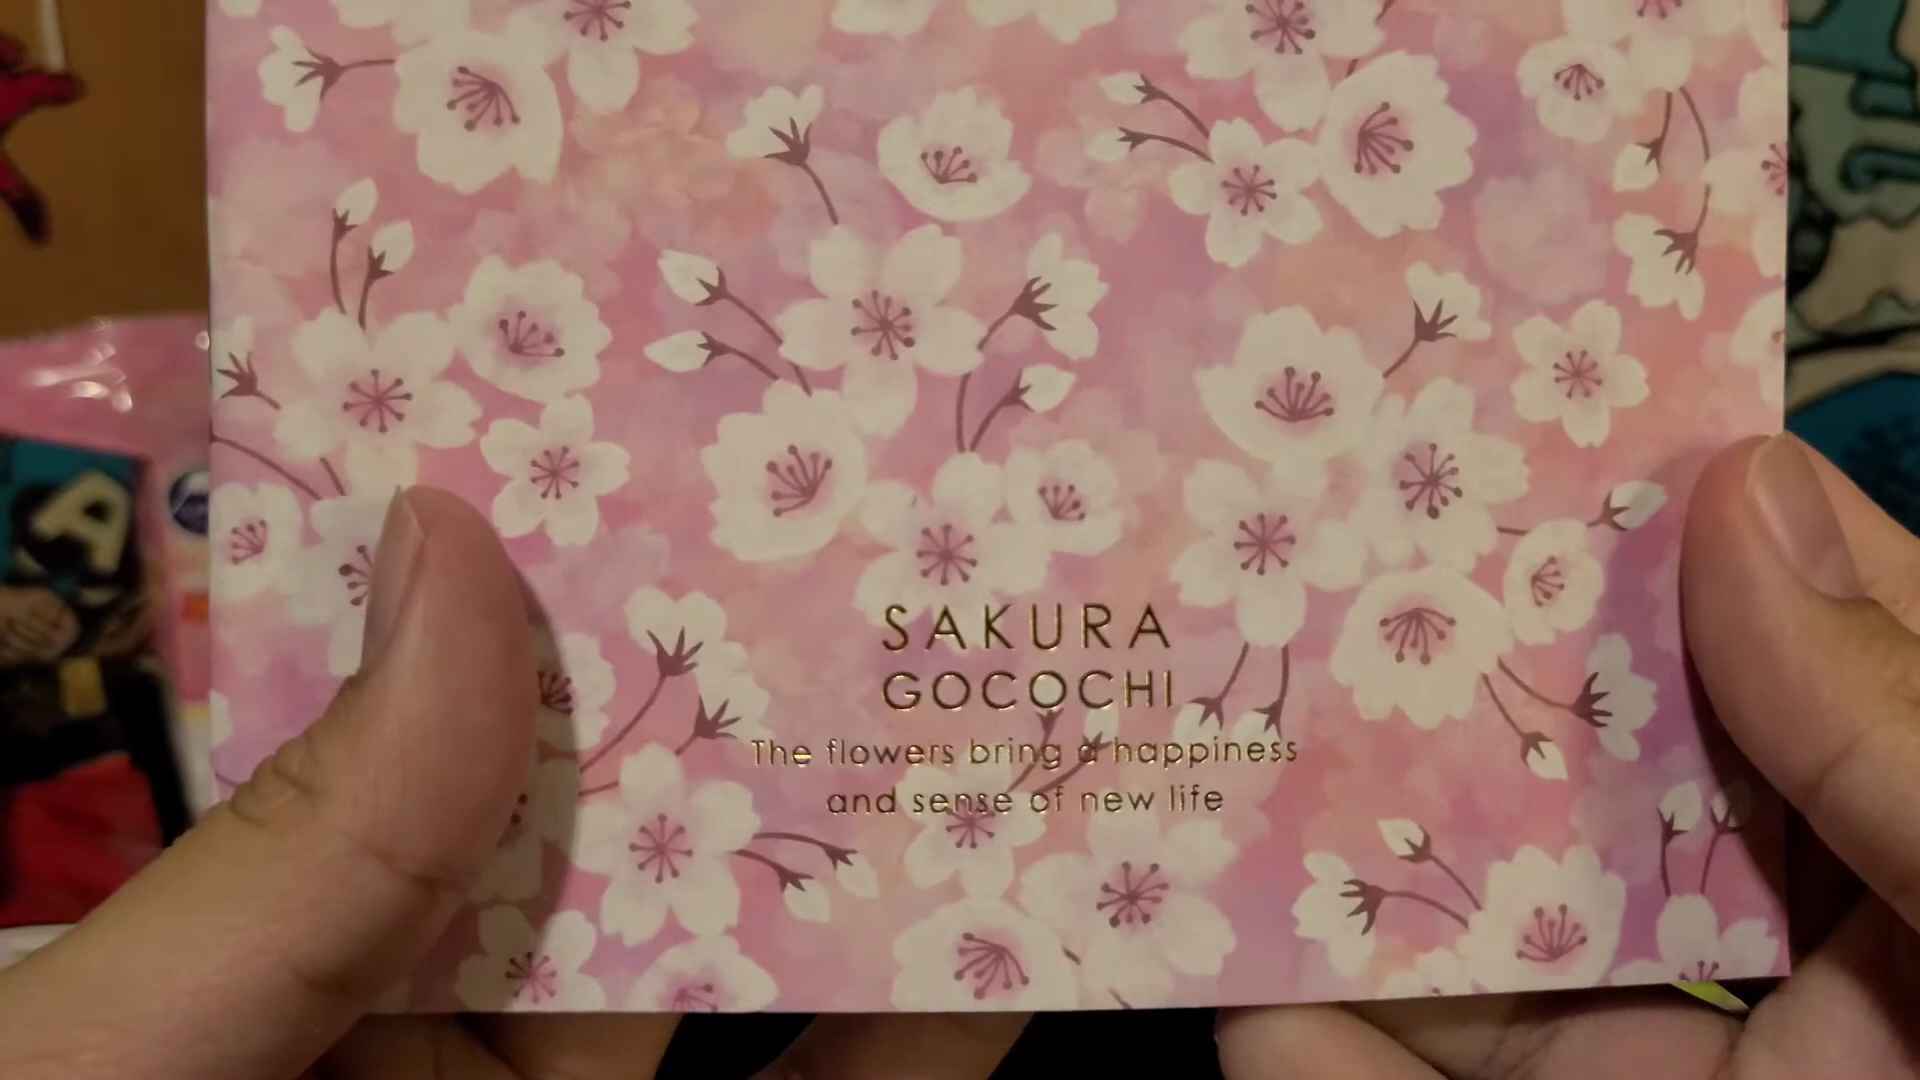 SAKURA
GOCOCHI
The flowers bring a happiness
and sense of new life